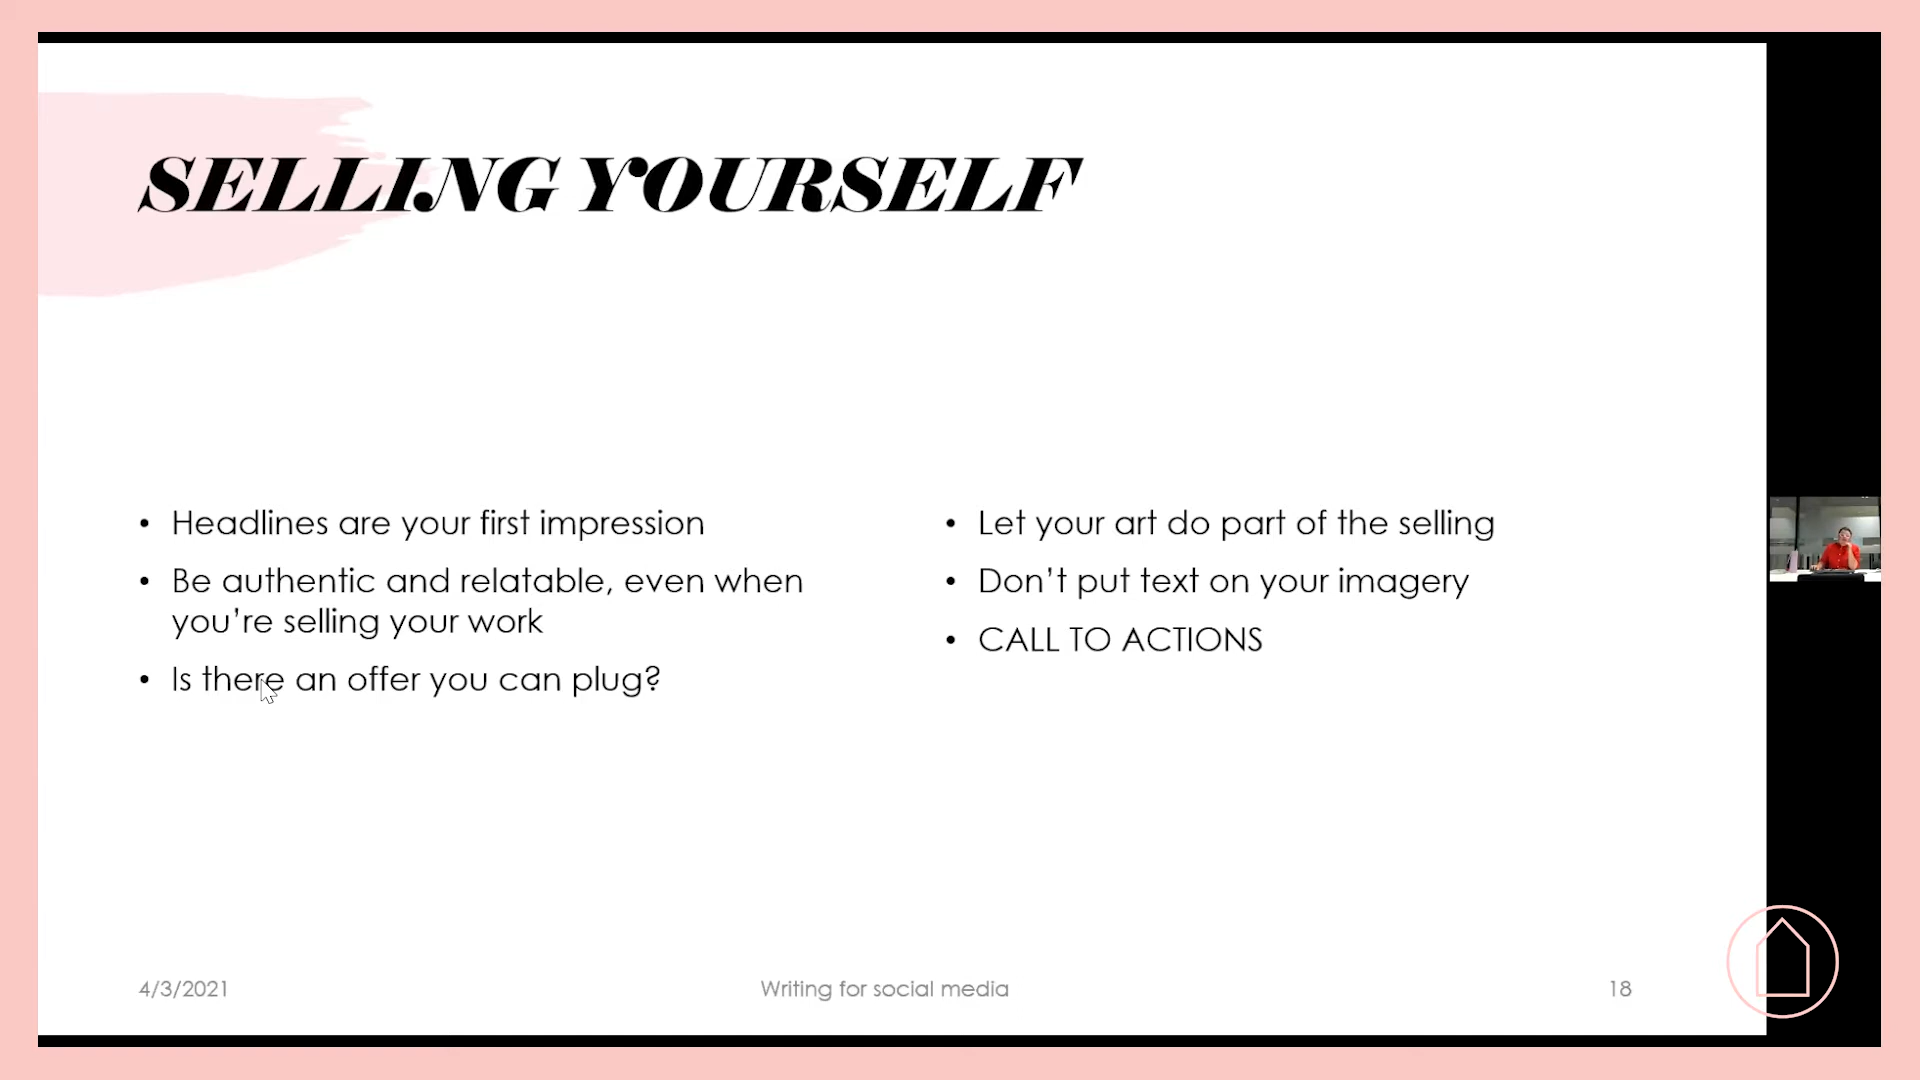 SELLING YOURSELF
• Headlines are your first impression
• Be authentic and relatable, even when
you’re selling your work
• Is there an offer you can plug?
• Let your art do part of the selling
• Don’t put text on your imagery
• CALL TO ACTIONS
4/3/2021
Writing for social media
18